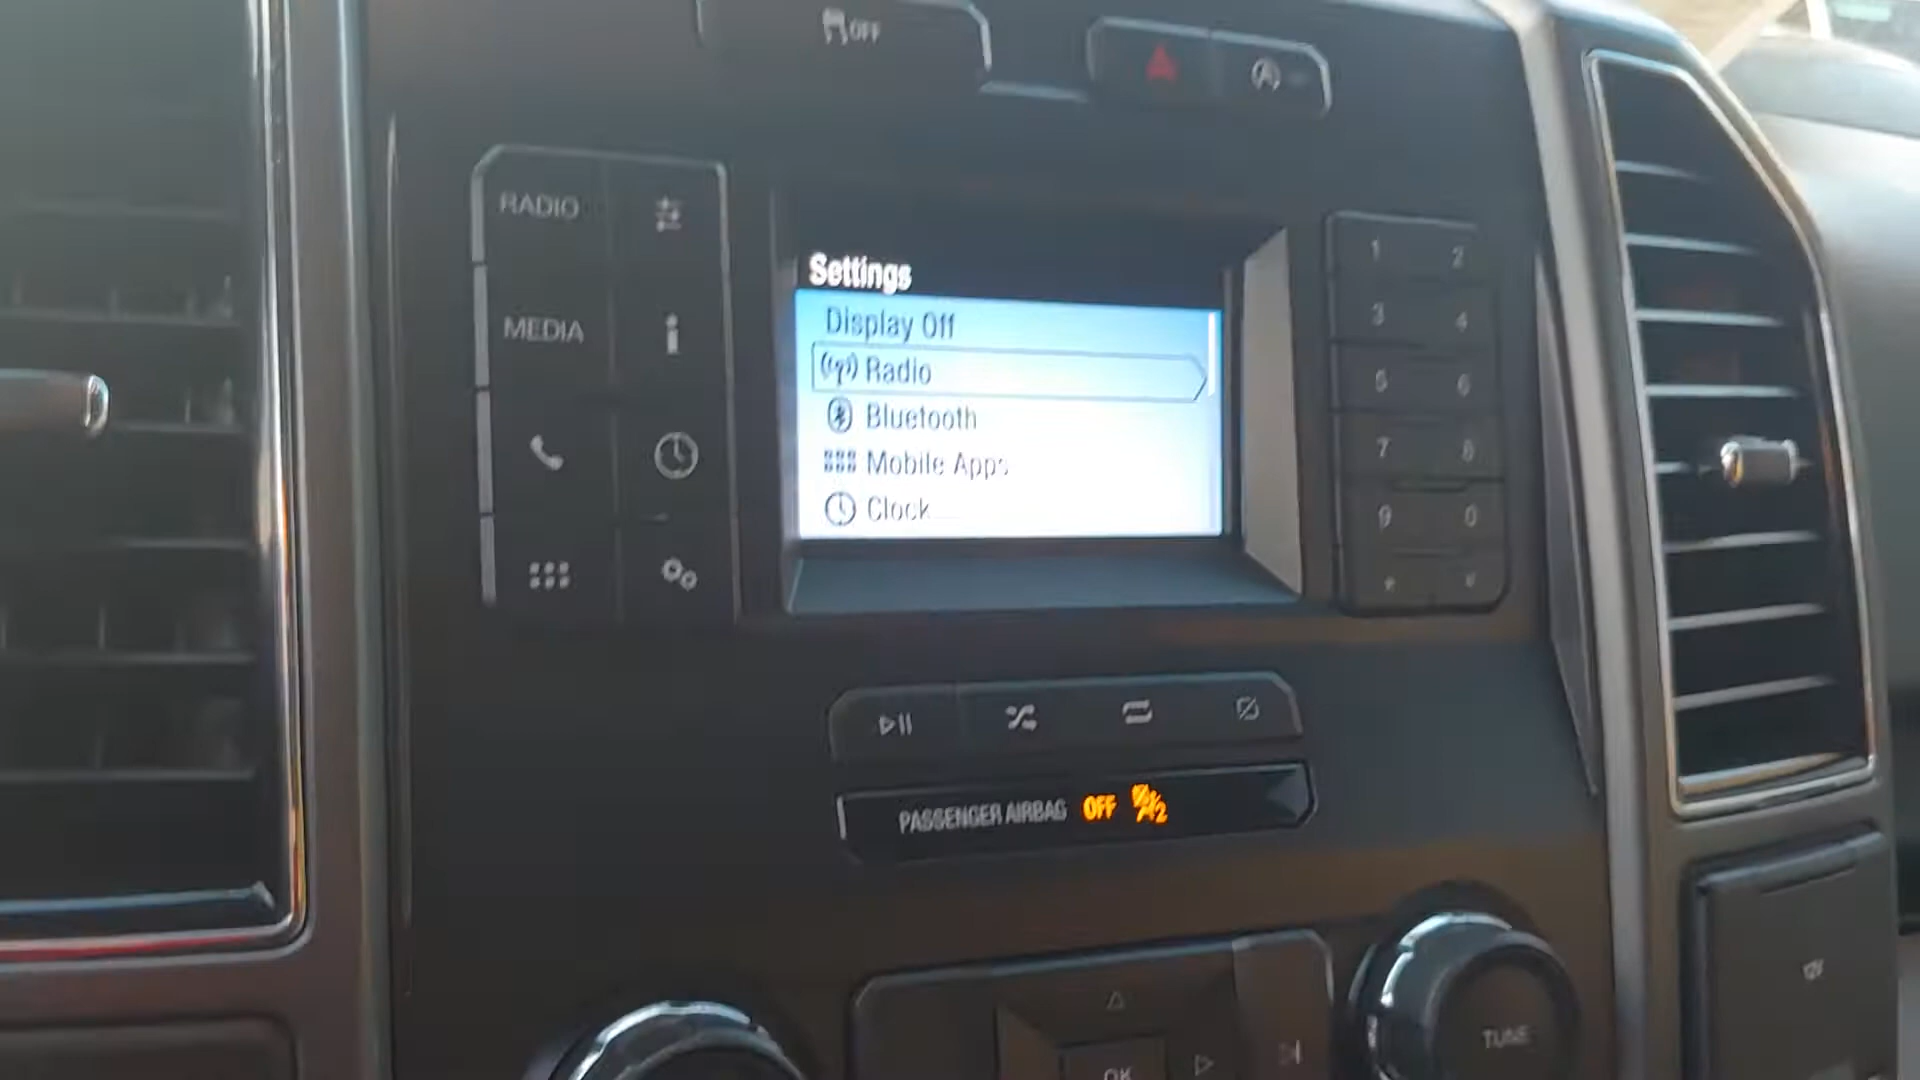 OFF
RADIO
MEDIA
Settings
Display Off
Radio
Bluetooth
Mobile Apps
Clock
1 2
3 4
5 6
7 8
9 0
PASSENGER AIRBAG OFF 2
OK
TUNE
12V